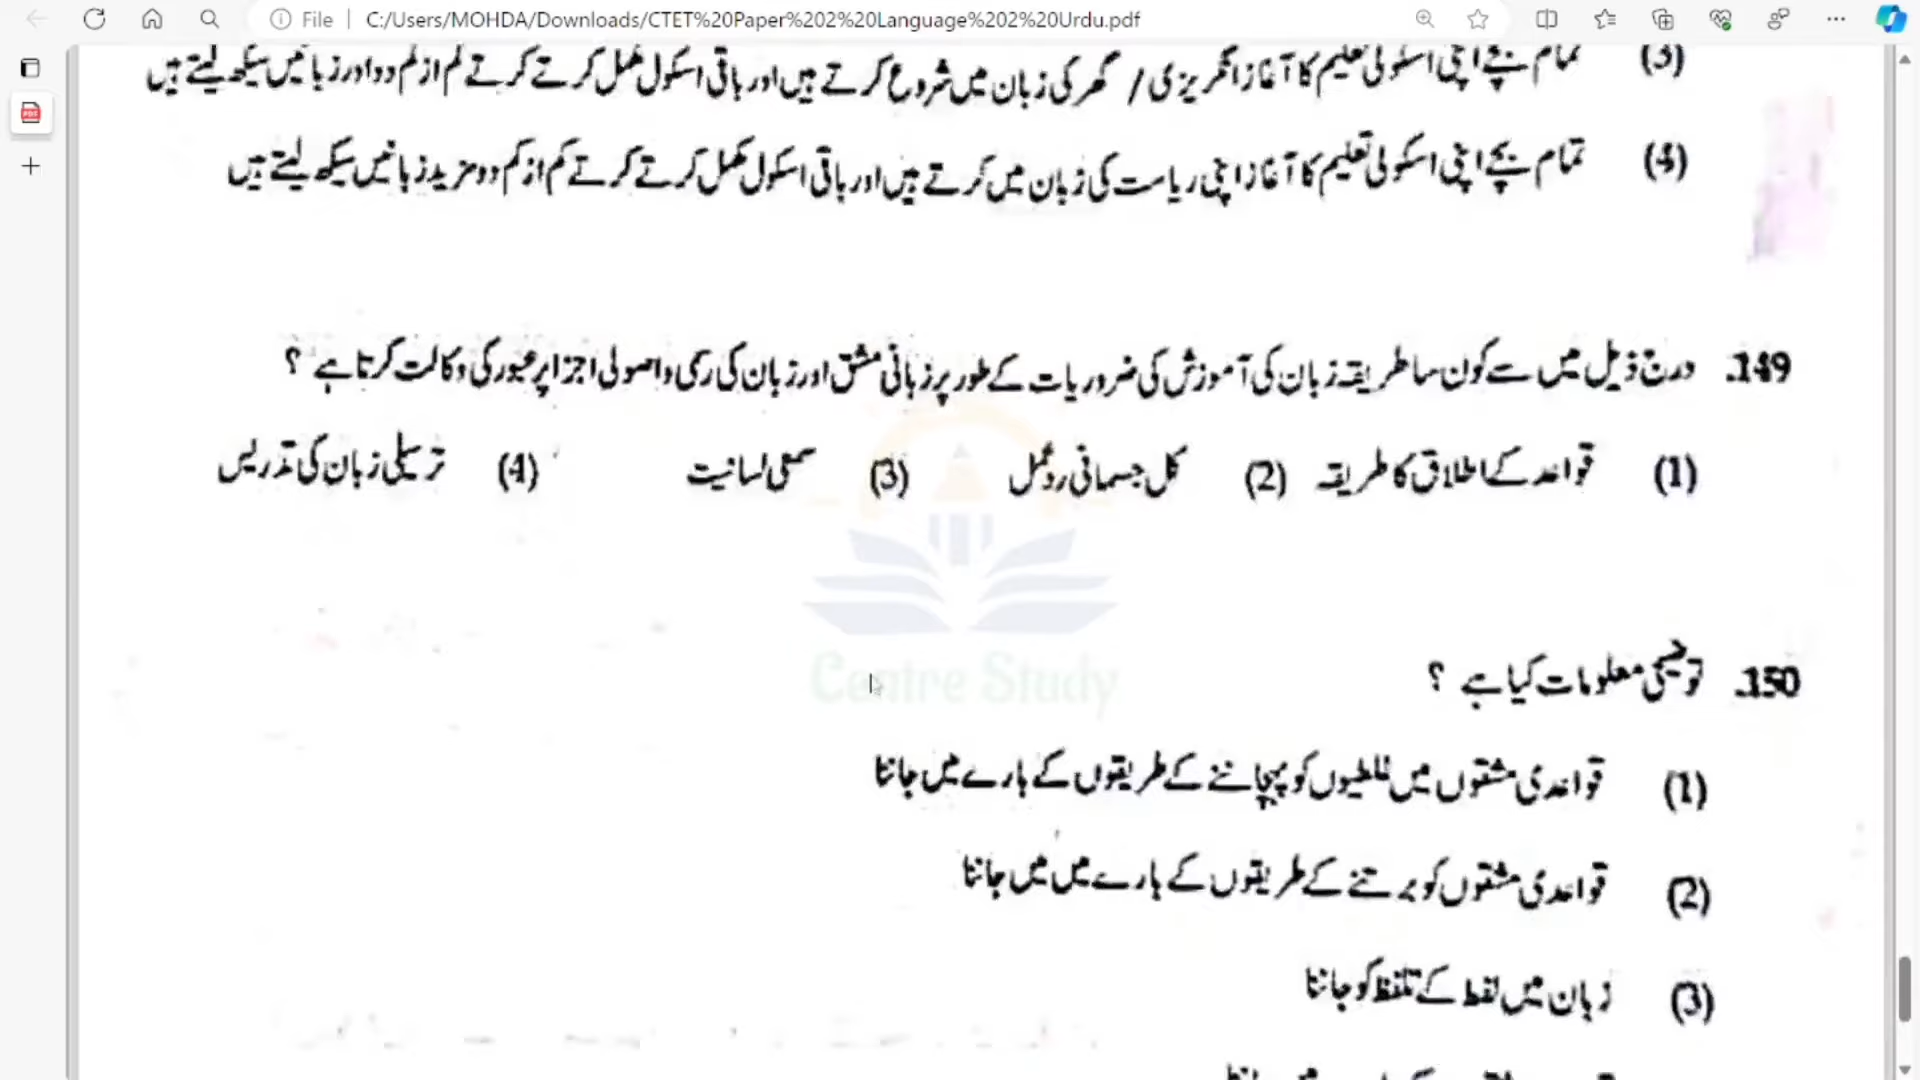 File | C:/Users/MOHDA/Downloads/CTET%20Paper%202%20Language%202%20Urdu.pdf
(3) تمام بچے اپنی اسکولی تعلیم کا آغاز انگریزی / گھر کی زبان میں شروع کرتے ہیں اور باقی اسکول مکمل کرتے کرتے کم از کم دو اور زبانیں سیکھ لیتے ہیں
(4) تمام بچے اپنی اسکولی تعلیم کا آغاز اپنی ریاست کی زبان میں کرتے ہیں اور باقی اسکول مکمل کرتے کرتے کم از کم دو مزید زبانیں سیکھ لیتے ہیں
149. درج ذیل میں سے کون سا طریقہ زبان کی آموزش کی ضروریات کے طور پر زبانی مشق اور زبان کی رسمی و اصولی اجزا پر عبور کی وکالت کرتا ہے ؟
(1) قواعد کے اطلاق کا طریقہ (2) کل جسمانی ردعمل (3) سمعی لسانیت (4) ترسیلی زبان کی تدریس
Centre Study
150. توضیحی معلومات کیا ہے ؟
(1) قواعدی مشقوں میں غلطیوں کو پہچاننے کے طریقوں کے بارے میں جاننا
(2) قواعدی مشقوں کو برتنے کے طریقوں کے بارے میں میں جاننا
(3) زبان میں لفظ کے تلفظ کو جاننا